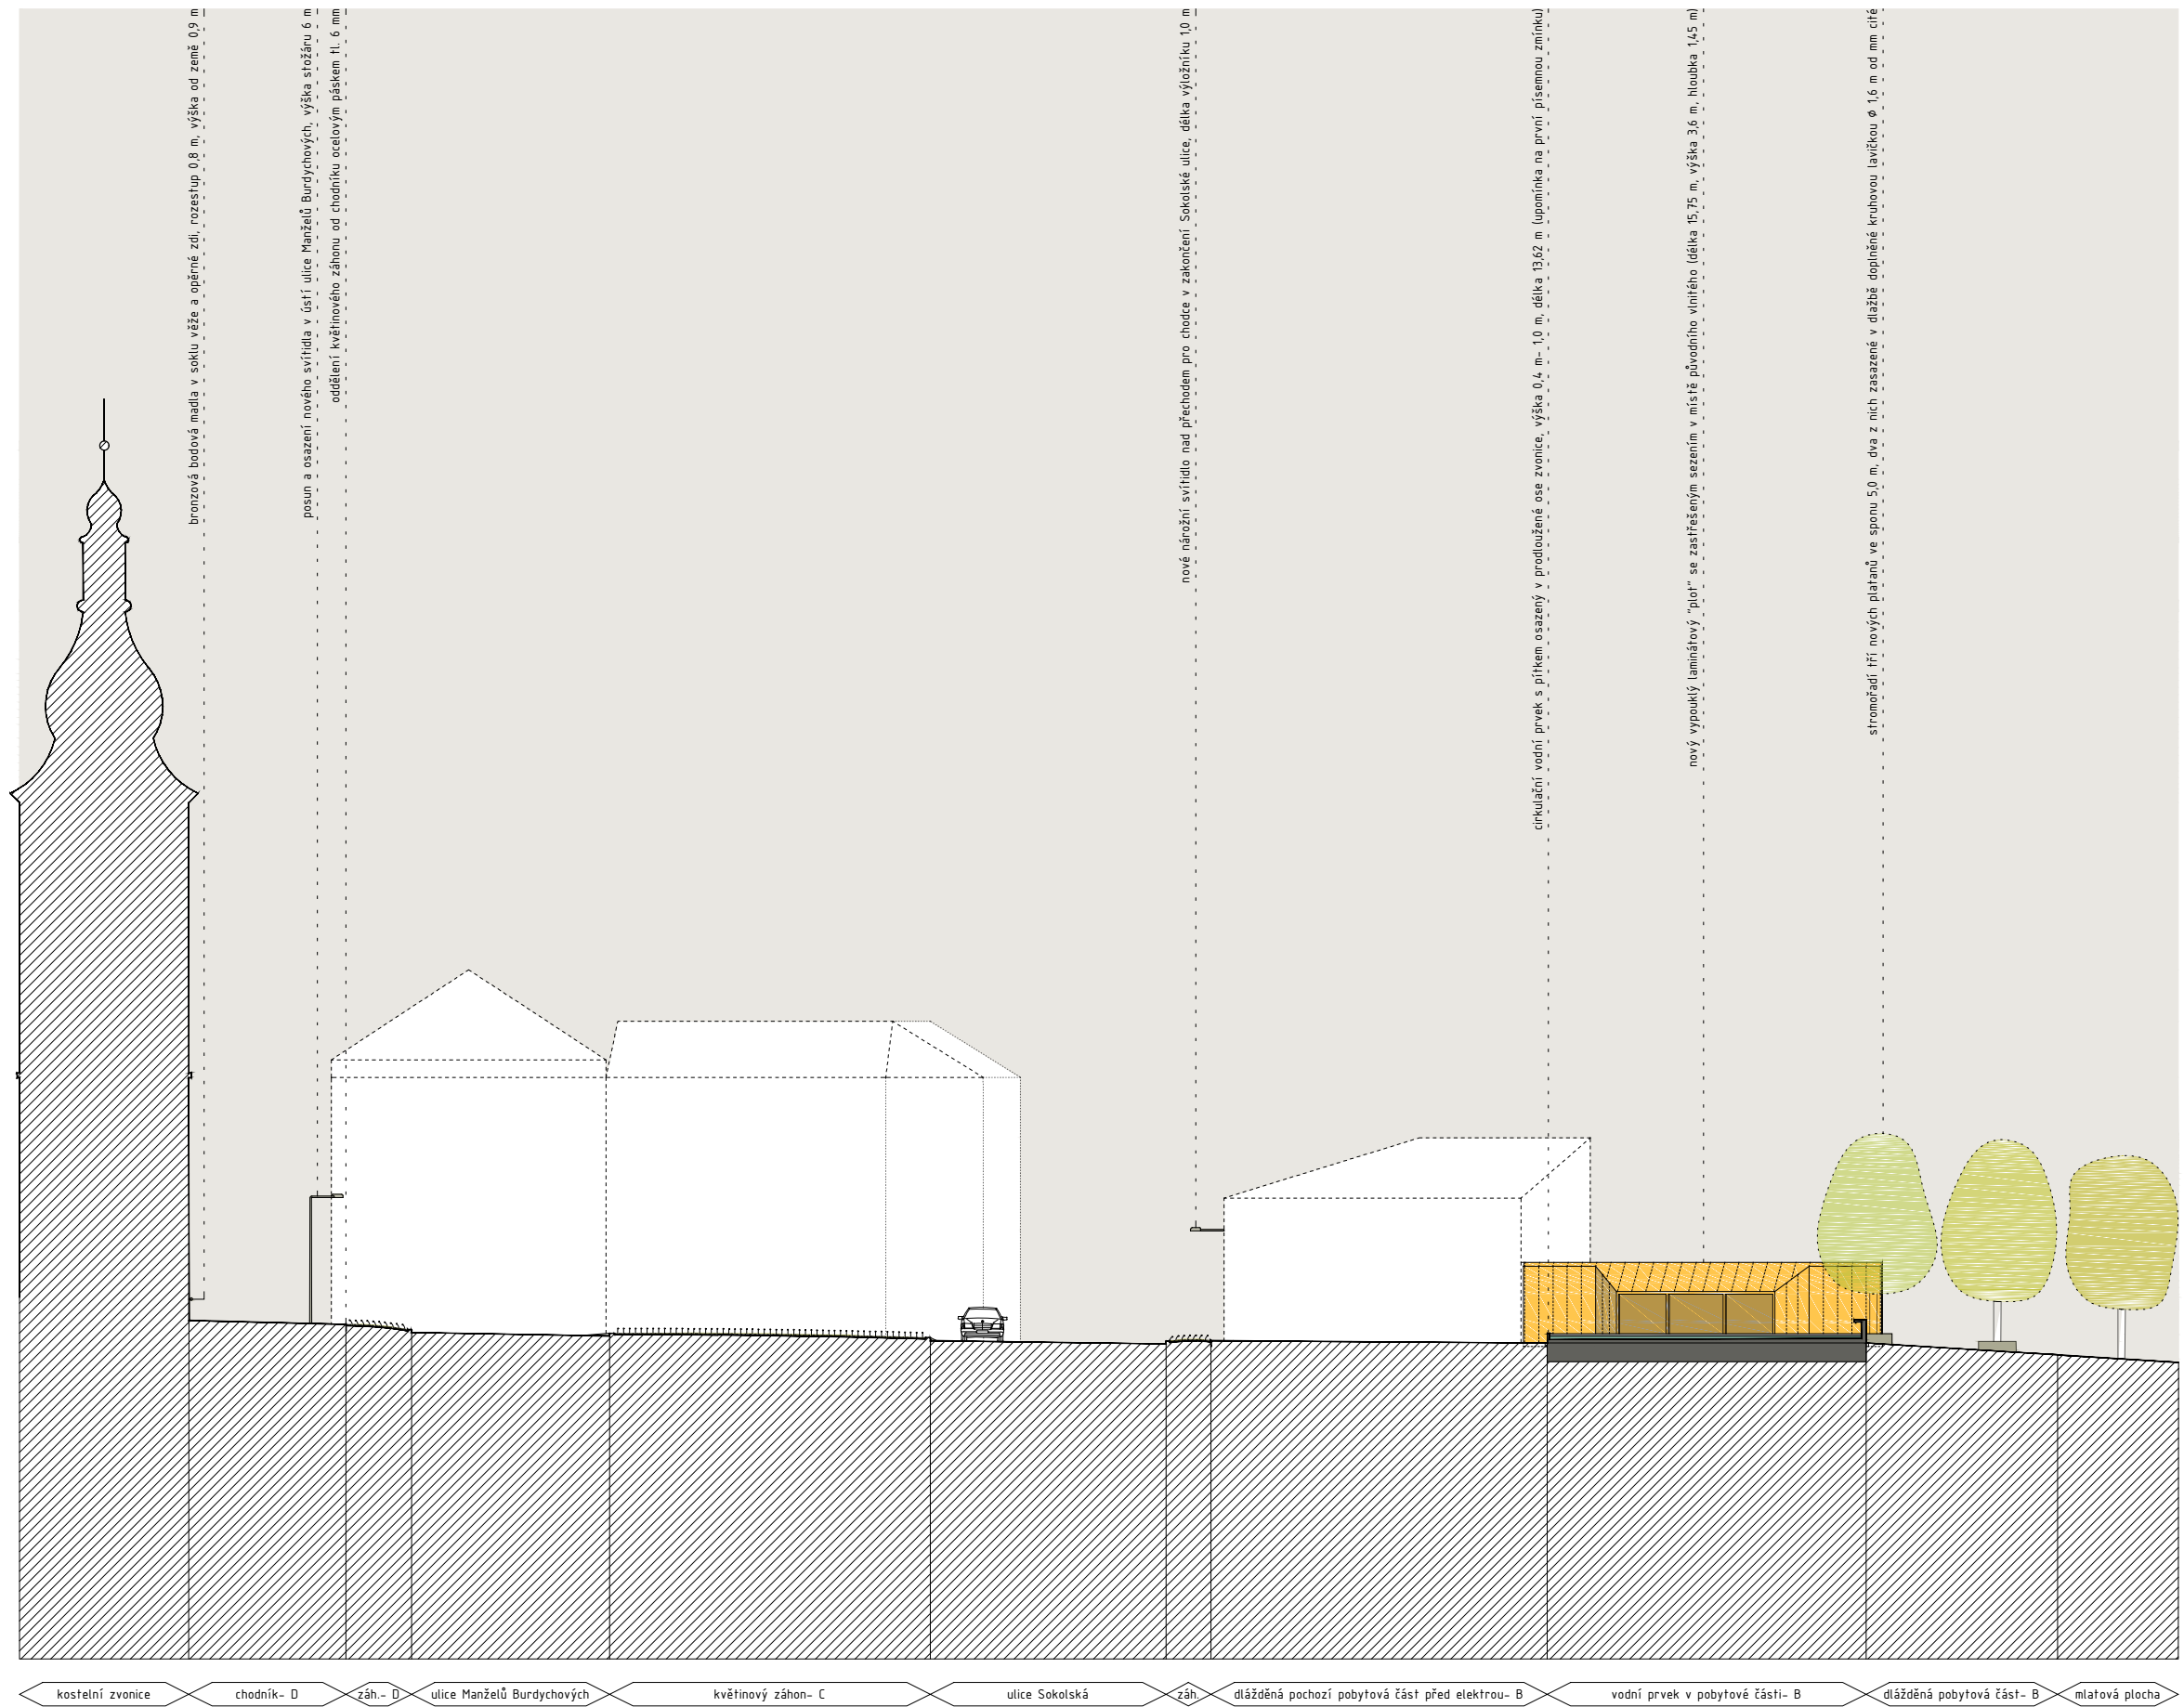 bronzová bodová madla v soklu věže a opěrné zdi, rozestup 0,8 m, výška od země 0,9 m
posun a osazení nového svítidla v ústí ulice Manželů Burdychových, výška stožáru 6 m
oddělení květinového záhonu od chodníku ocelovým páskem tl. 6 mm
nové nárožní svítidlo nad přechodem pro chodce v zakončení Sokolské ulice, délka výložníku 1,0 m
cirkulační vodní prvek s pítkem osazený v prodloužené ose zvonice, výška 0,4 m- 1,0 m, délka 13,62 m (upomínka na první písemnou zmínku)
nový vypouklý laminátový "plot" se zastřešeným sezením v místě původního vlnitého (délka 15,75 m, výška 3,6 m, hloubka 1,45 m)
stromořadí tří nových platanů ve sponu 5,0 m, dva z nich zasazené v dlažbě doplněné kruhovou lavičkou Ø 1,6 m od mm cité
kostelní zvonice
chodník- D
záh.- D
ulice Manželů Burdychových
květinový záhon- C
ulice Sokolská
záh.
dlážděná pochozí pobytová část před elektrou- B
vodní prvek v pobytové části- B
dlážděná pobytová část- B
mlatová plocha